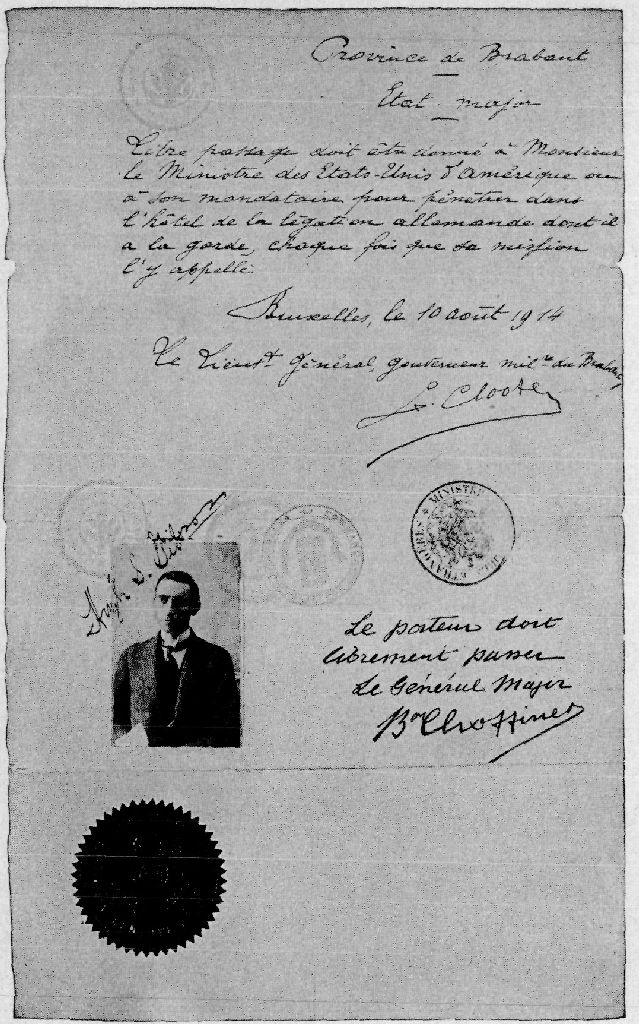 Province de Brabant
Etat-major
Libre passage doit être donné à Monsieur
le Ministre des Etats-Unis d'Amérique ou
à son mandataire pour pénétrer dans
l'hôtel de la légation allemande dont il
a la garde, chaque fois que sa mission
l'y appelle.
Bruxelles, le 10 août 1914
Le Lieut Général, gouverneur milre du Brabant,
G. Clooten
Hugh S. Gibson
MINISTÈRE DES ÉTRANGÈRES
Le porteur doit
librement passer
Le Général Major